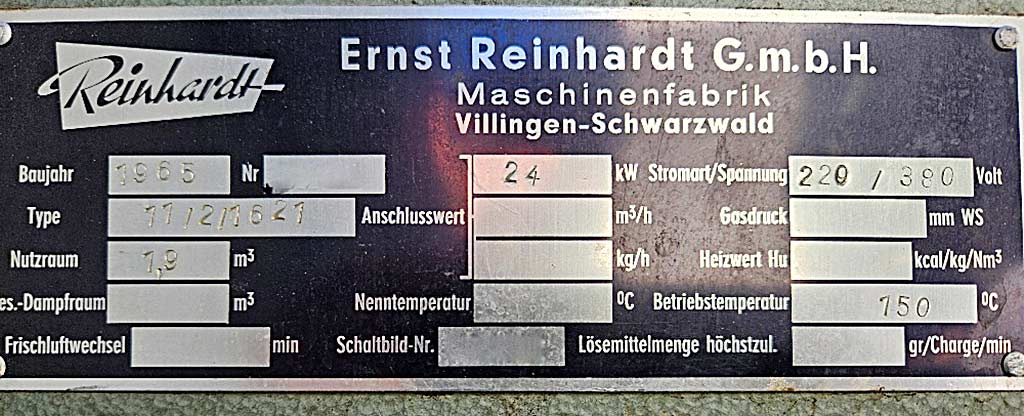 Reinhardt
Ernst Reinhardt G.m.b.H.
Maschinenfabrik
Villingen-Schwarzwald
Baujahr 1965 Nr 24 kW Stromart/Spannung 220 / 380 Volt
Type 11/2/1621 Anschlusswert m³/h Gasdruck mm WS
Nutzraum 1,9 m³ kg/h Heizwert Hu kcal/kg/Nm³
es.-Dampfraum m³ Nenntemperatur °C Betriebstemperatur 150 °C
Frischluftwechsel min Schaltbild-Nr. Lösemittelmenge höchstzul. gr/Charge/min